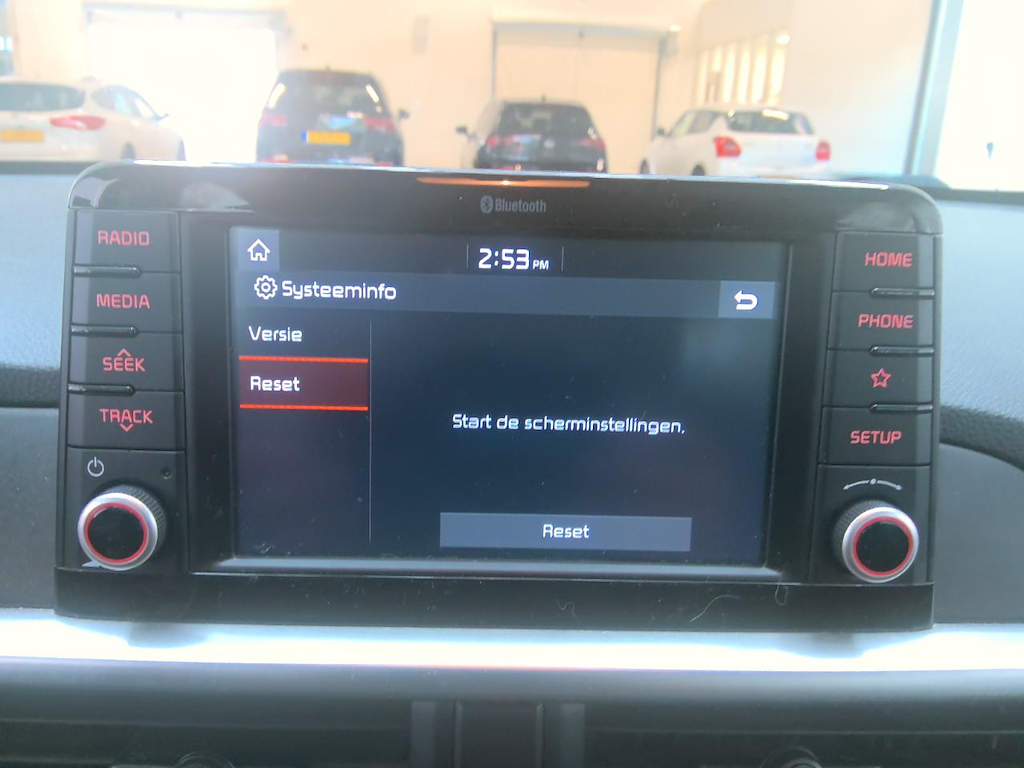 Bluetooth
RADIO
MEDIA
SEEK
TRACK
2:53 PM
Systeeminfo
Versie
Reset
Start de scherminstellingen.
Reset
HOME
PHONE
SETUP